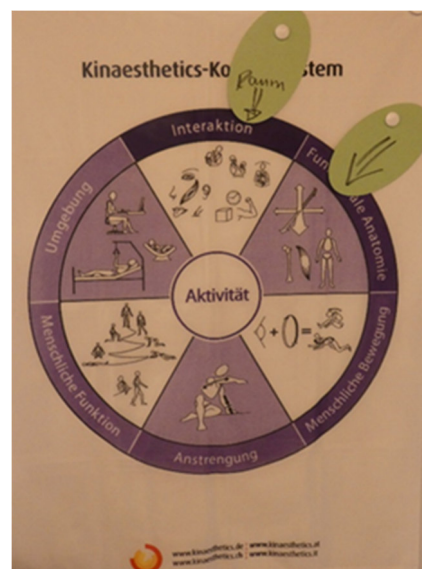 Kinaesthetics-Ko stem
Raum
Interaktion
Fun ale Anatomie
Umgebung
Aktivität
Menschliche Funktion
Menschliche Bewegung
Anstrengung
www.kinaesthetics.de | www.kinaesthetics.at
www.kinaesthetics.ch | www.kinaesthetics.it